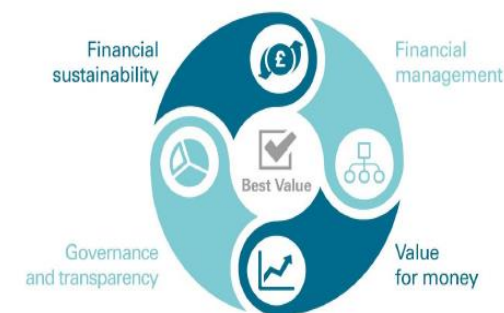 Financial
sustainability
Financial
management
£
Best Value
Governance
and transparency
Value
for money